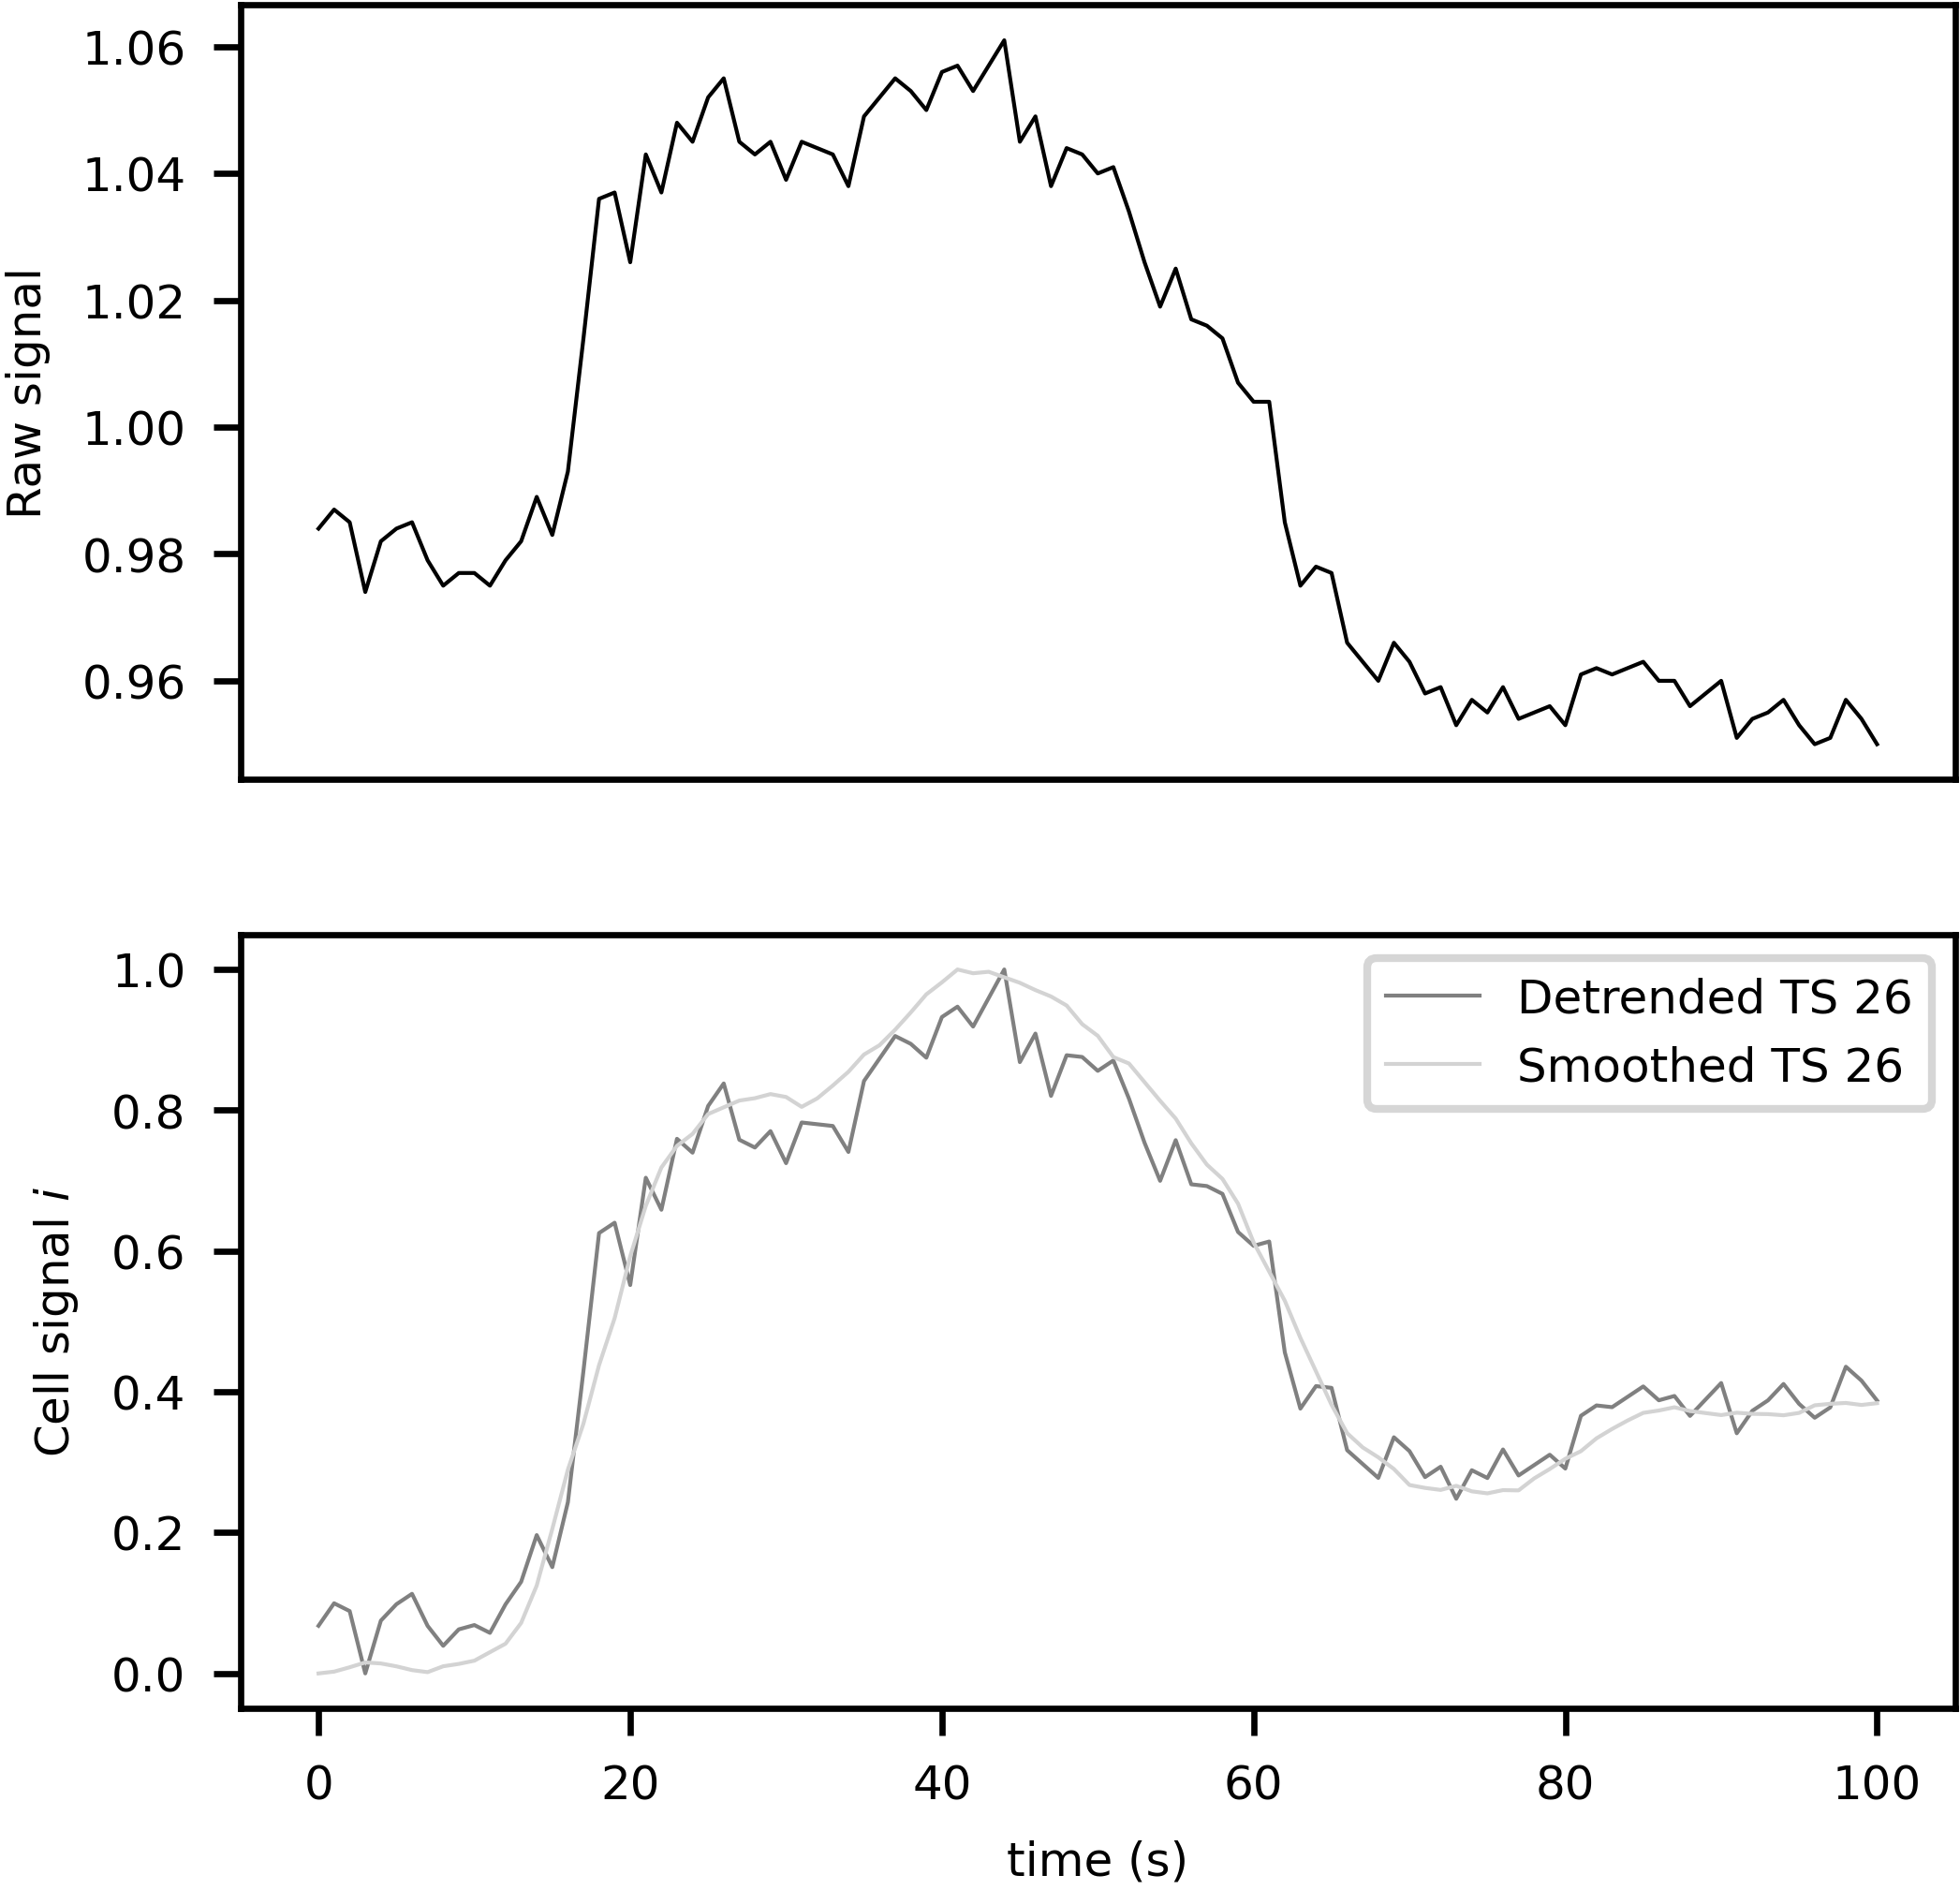 Raw signal
1.06
1.04
1.02
1.00
0.98
0.96
Cell signal i
1.0
0.8
0.6
0.4
0.2
0.0
Detrended TS 26
Smoothed TS 26
0 20 40 60 80 100
time (s)